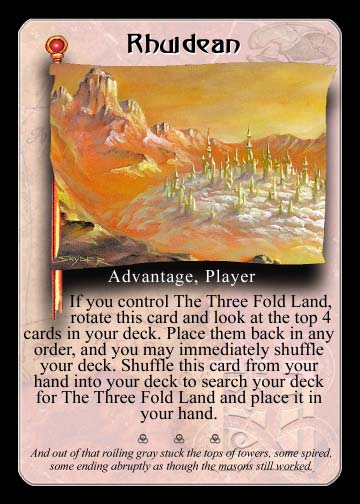 Rhuidean
SNYDER
Advantage, Player
If you control The Three Fold Land,
rotate this card and look at the top 4
cards in your deck. Place them back in any
order, and you may immediately shuffle
your deck. Shuffle this card from your
hand into your deck to search your deck
for The Three Fold Land and place it in
your hand.
And out of that roiling gray stuck the tops of towers, some spired,
some ending abruptly as though the masons still worked.